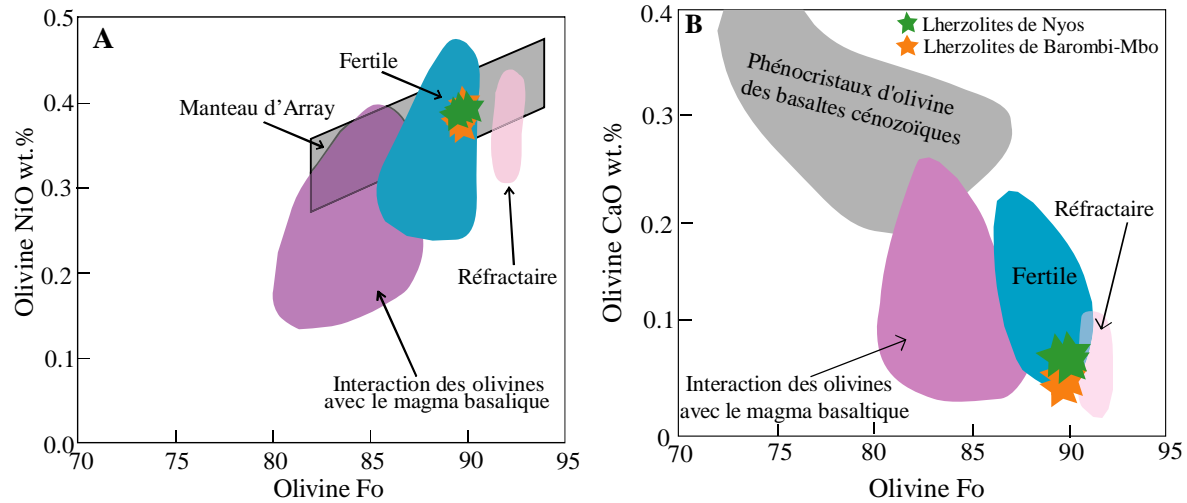 A
0.5
0.4
0.3
0.2
0.1
0.0
Olivine NiO wt.%
70
75
80
85
90
95
Olivine Fo
Fertile
Manteau d'Array
Réfractaire
Interaction des olivines
avec le magma basalique
B
0.4
0.3
0.2
0.1
0
Olivine CaO wt.%
70
75
80
85
90
95
Olivine Fo
Lherzolites de Nyos
Lherzolites de Barombi-Mbo
Phénocristaux d'olivine
des basaltes cénozoïques
Réfractaire
Fertile
Interaction des olivines
avec le magma basaltique